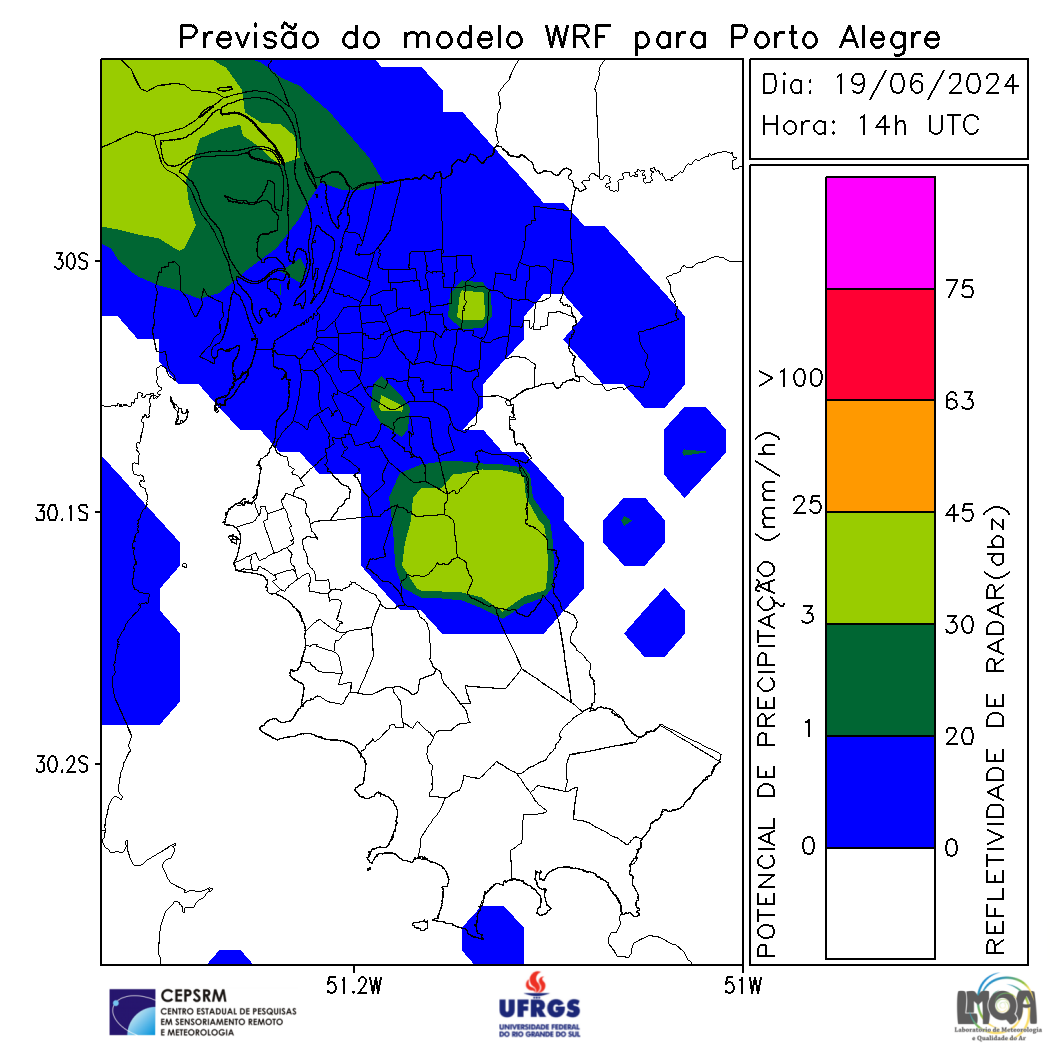 Previsão do modelo WRF para Porto Alegre
Dia: 19/06/2024
Hora: 14h UTC
30S
30.1S
30.2S
51.2W
51W
POTENCIAL DE PRECIPITAÇÃO (mm/h)
>100
25
3
1
0
75
63
45
30
20
0
REFLETIVIDADE DE RADAR(dbz)
CEPSRM
CENTRO ESTADUAL DE PESQUISAS
EM SENSORIAMENTO REMOTO
E METEOROLOGIA
UFRGS
UNIVERSIDADE FEDERAL
DO RIO GRANDE DO SUL
LMQA
Laboratório de Meteorologia
e Qualidade do Ar